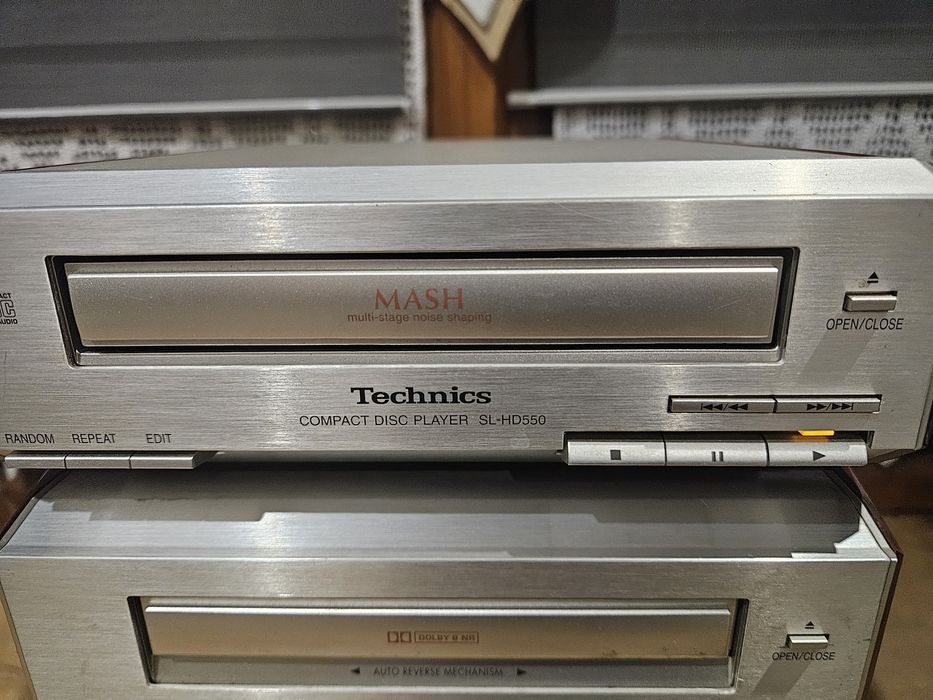 MASH
multi-stage noise shaping
OPEN/CLOSE
Technics
COMPACT DISC PLAYER SL-HD550
RANDOM REPEAT EDIT
DOLBY B NR
OPEN/CLOSE
AUTO REVERSE MECHANISM